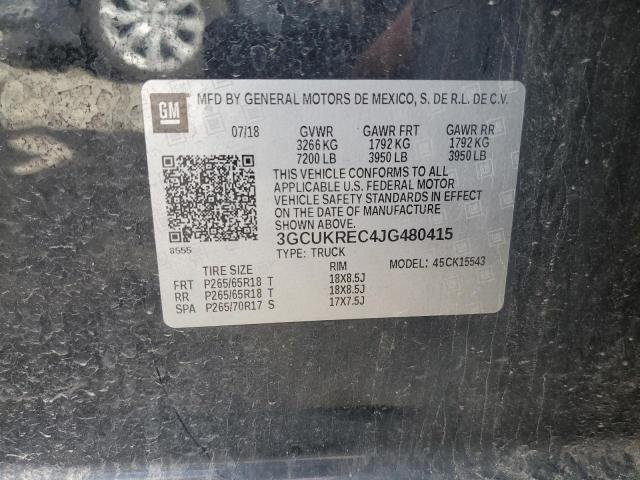 GM
MFD BY GENERAL MOTORS DE MEXICO, S. DE R.L. DE C.V.
07/18 GVWR GAWR FRT GAWR RR
3266 KG 1792 KG 1792 KG
7200 LB 3950 LB 3950 LB
THIS VEHICLE CONFORMS TO ALL
APPLICABLE U.S. FEDERAL MOTOR
VEHICLE SAFETY STANDARDS IN EFFECT
ON THE DATE OF MANUFACTURE
SHOWN ABOVE.
8555
3GCUKREC4JG480415
TYPE: TRUCK MODEL: 45CK15543
TIRE SIZE RIM
FRT P265/65R18 T 18X8.5J
RR P265/65R18 T 18X8.5J
SPA P265/70R17 S 17X7.5J